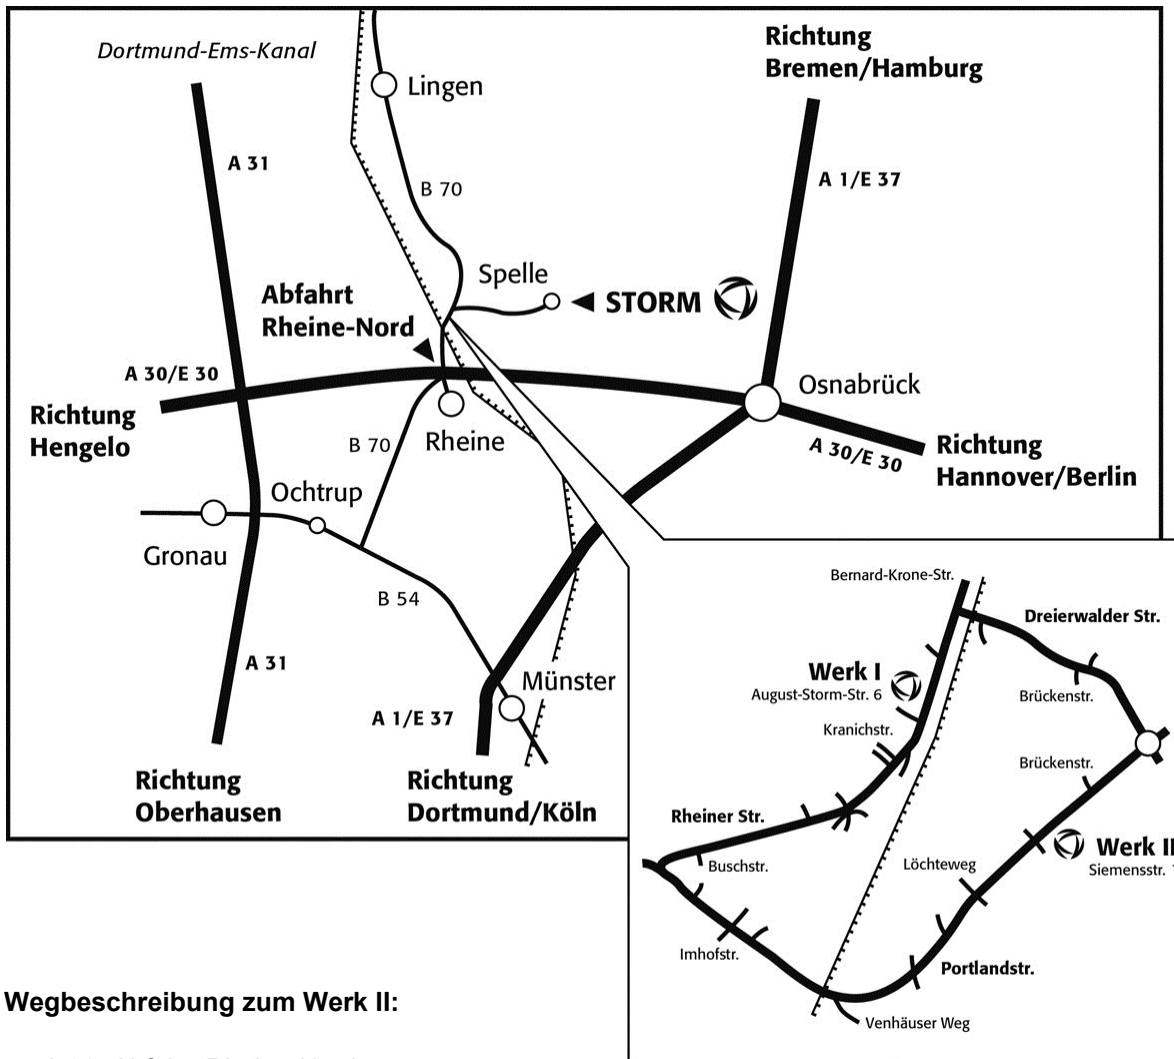 Dortmund-Ems-Kanal
Richtung
Bremen/Hamburg
Lingen
A 31
B 70
A 1/E 37
Spelle
STORM
Abfahrt
Rheine-Nord
A 30/E 30
Osnabrück
Richtung
Hengelo
B 70
Rheine
A 30/E 30
Richtung
Hannover/Berlin
Ochtrup
Gronau
B 54
A 31
Münster
A 1/E 37
Richtung
Oberhausen
Richtung
Dortmund/Köln
Bernard-Krone-Str.
Dreierwalder Str.
Werk I
August-Storm-Str. 6
Brückenstr.
Kranichstr.
Brückenstr.
Rheiner Str.
Werk II
Siemensstr.
Buschstr.
Löchteweg
Imhofstr.
Portlandstr.
Venhäuser Weg
Wegbeschreibung zum Werk II: